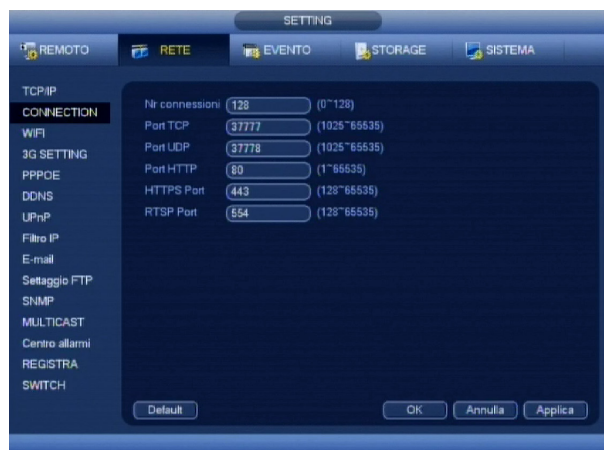 SETTING
REMOTO RETE EVENTO STORAGE SISTEMA
TCP/IP
CONNECTION
WIFI
3G SETTING
PPPOE
DDNS
UPnP
Filtro IP
E-mail
Settaggio FTP
SNMP
MULTICAST
Centro allarmi
REGISTRA
SWITCH
Nr connessioni 128 (0~128)
Port TCP 37777 (1025~65535)
Port UDP 37778 (1025~65535)
Port HTTP 80 (1~65535)
HTTPS Port 443 (128~65535)
RTSP Port 554 (128~65535)
Default OK Annulla Applica